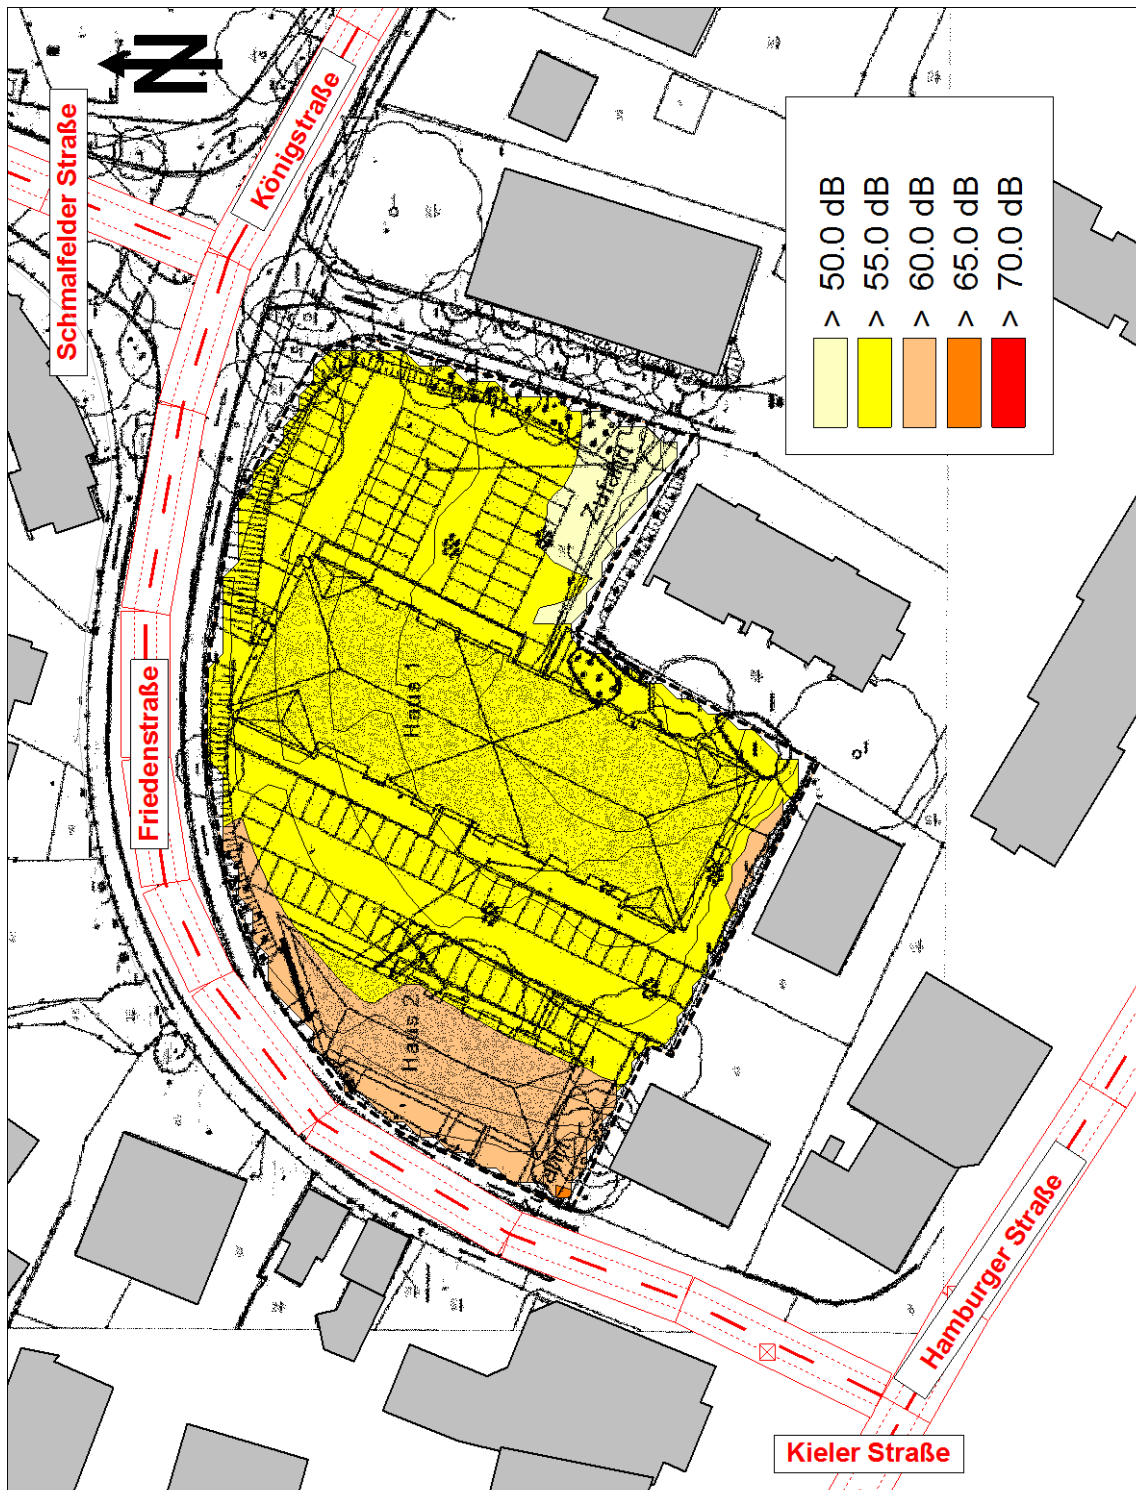 N
Schmalfelder Straße
Königstraße
Friedenstraße
> 50.0 dB
> 55.0 dB
> 60.0 dB
> 65.0 dB
> 70.0 dB
Haus 1
Haus 2
Hamburger Straße
Kieler Straße